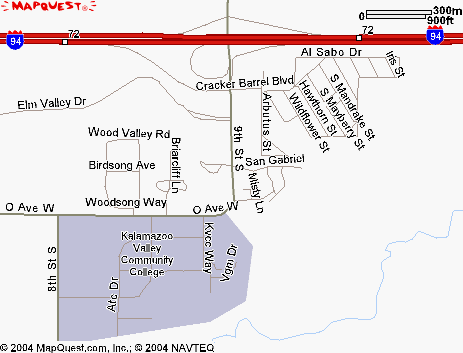 MAPQUEST®
0 300m
900ft
94
72
72
94
Al Sabo Dr
Iris St
Cracker Barrel Blvd
Elm Valley Dr
Arbutus St
Wildflower St
Hawthorn St
S Mayberry St
S Mandrake St
Wood Valley Rd
9th St S
Birdsong Ave
Briarcliff Ln
San Gabriel
Misty Ln
Woodsong Way
O Ave W
O Ave W
8th St S
Kalamazoo
Valley
Community
College
Kvcc Way
Vgm Dr
Atc Dr
© 2004 MapQuest.com, Inc.; © 2004 NAVTEQ